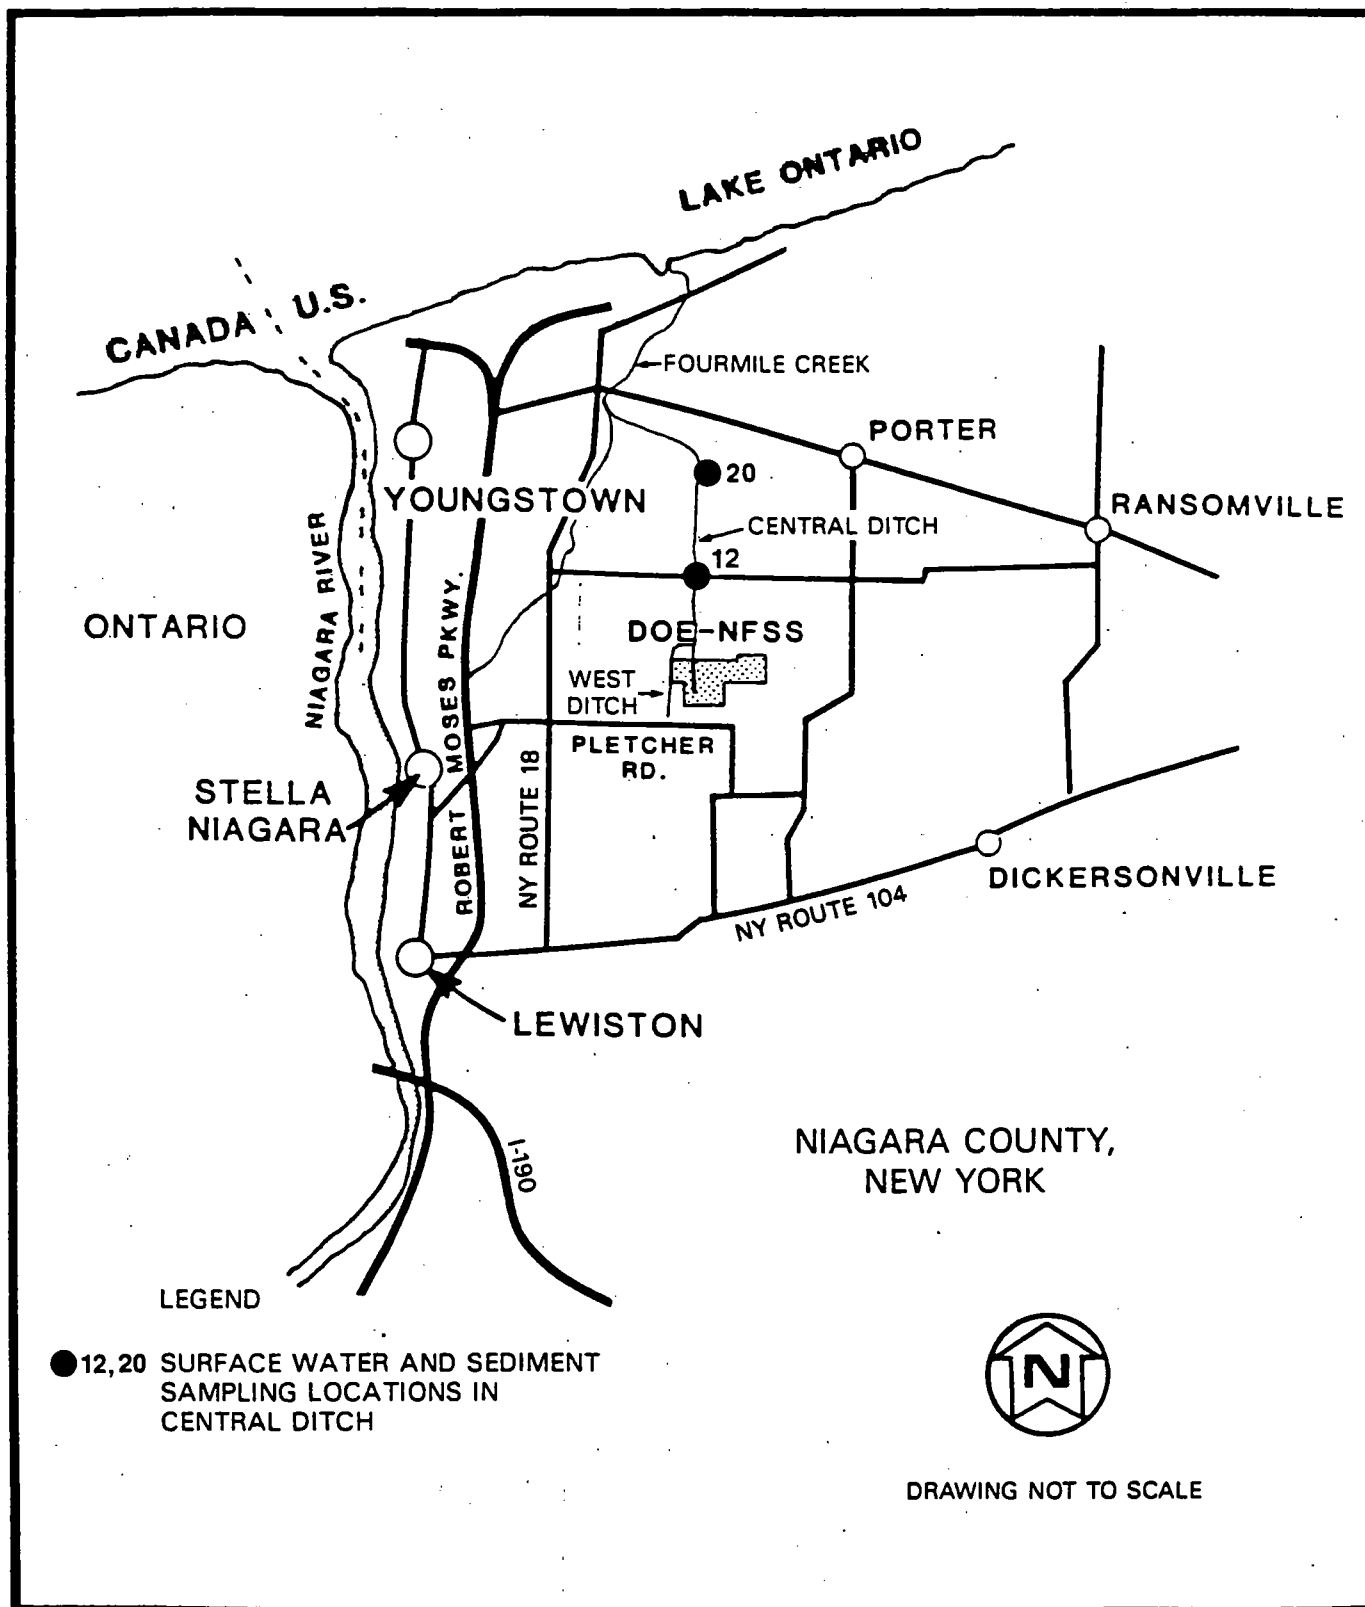 LAKE ONTARIO
CANADA
U.S.
FOURMILE CREEK
PORTER
20
YOUNGSTOWN
RANSOMVILLE
CENTRAL DITCH
12
NIAGARA RIVER
ONTARIO
DOE-NFSS
WEST
DITCH
ROBERT MOSES PKWY.
NY ROUTE 18
PLETCHER
RD.
STELLA
NIAGARA
DICKERSONVILLE
NY ROUTE 104
LEWISTON
I-190
NIAGARA COUNTY,
NEW YORK
LEGEND
12,20 SURFACE WATER AND SEDIMENT
SAMPLING LOCATIONS IN
CENTRAL DITCH
N
DRAWING NOT TO SCALE